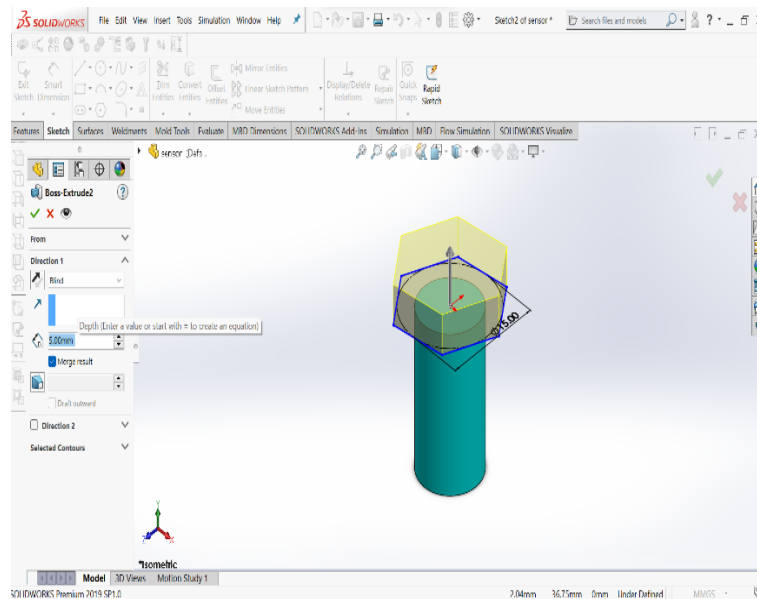 SOLIDWORKS File Edit View Insert Tools Simulation Window Help Sketch2 of sensor * Search files and models ?
Exit Sketch Smart Dimension Trim Entities Convert Entities Offset Entities Mirror Entities Linear Sketch Pattern Move Entities Display/Delete Relations Repair Sketch Quick Snaps Rapid Sketch
Features Sketch Surfaces Weldments Mold Tools Evaluate MBD Dimensions SOLIDWORKS Add-Ins Simulation MBD Flow Simulation SOLIDWORKS Visualize
sensor (Defa...
Boss-Extrude2
From
Direction 1
Blind
Depth (Enter a value or start with = to create an equation)
5.00mm
Merge result
Draft outward
Direction 2
Selected Contours
15.00
Y
*Isometric
Model 3D Views Motion Study 1
SOLIDWORKS Premium 2019 SP1.0 2.04mm 36.75mm 0mm Under Defined MMGS